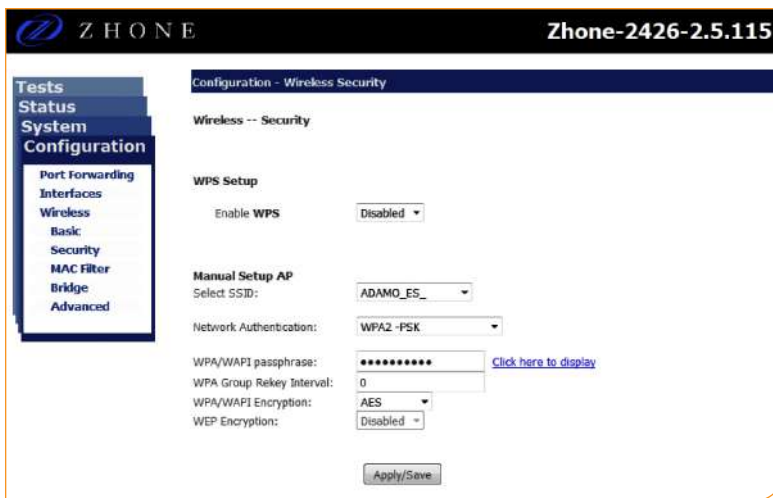 ZHONE
Zhone-2426-2.5.115
Tests
Status
System
Configuration
Port Forwarding
Interfaces
Wireless
Basic
Security
MAC Filter
Bridge
Advanced
Configuration - Wireless Security
Wireless -- Security
WPS Setup
Enable WPS Disabled
Manual Setup AP
Select SSID: ADAMO_ES_
Network Authentication: WPA2 -PSK
WPA/WAPI passphrase: •••••••••• Click here to display
WPA Group Rekey Interval: 0
WPA/WAPI Encryption: AES
WEP Encryption: Disabled
Apply/Save